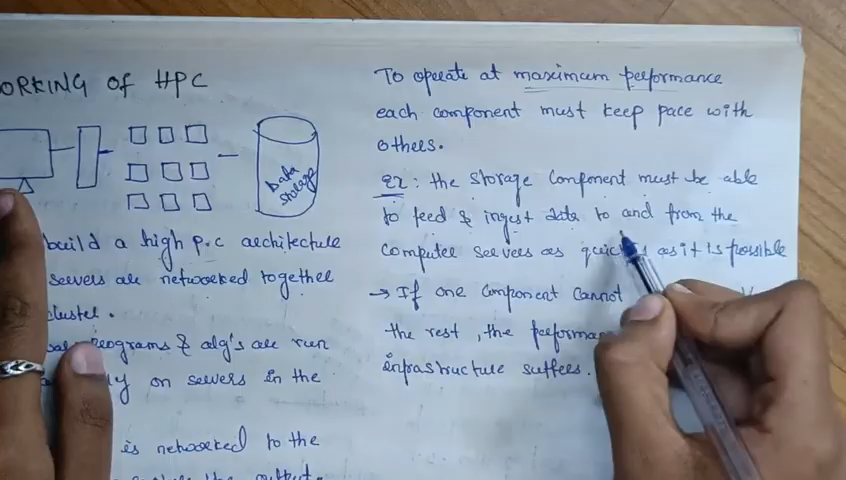 ORKING OF HPC
Data
Storage
build a high p.c architecture
servers are networked together
cluster.
programs & alg's are run
on servers in the
is networked to the
output.
To operate at maximum performance
each component must keep pace with
others.
Ex: the storage component must be able
to feed & ingest data to and from the
computer servers as as it is possible
→ If one component cannot
the rest, the
infrastructure suffers.